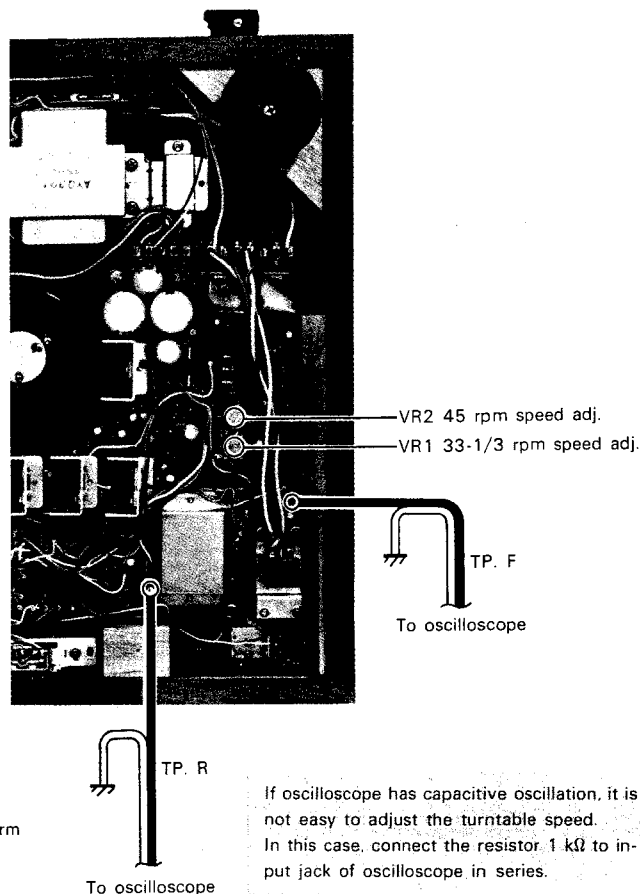 VR2 45 rpm speed adj.
VR1 33-1/3 rpm speed adj.
TP. F
To oscilloscope
TP. R
rm
To oscilloscope
If oscilloscope has capacitive oscillation, it is
not easy to adjust the turntable speed.
In this case, connect the resistor 1 kΩ to in-
put jack of oscilloscope in series.